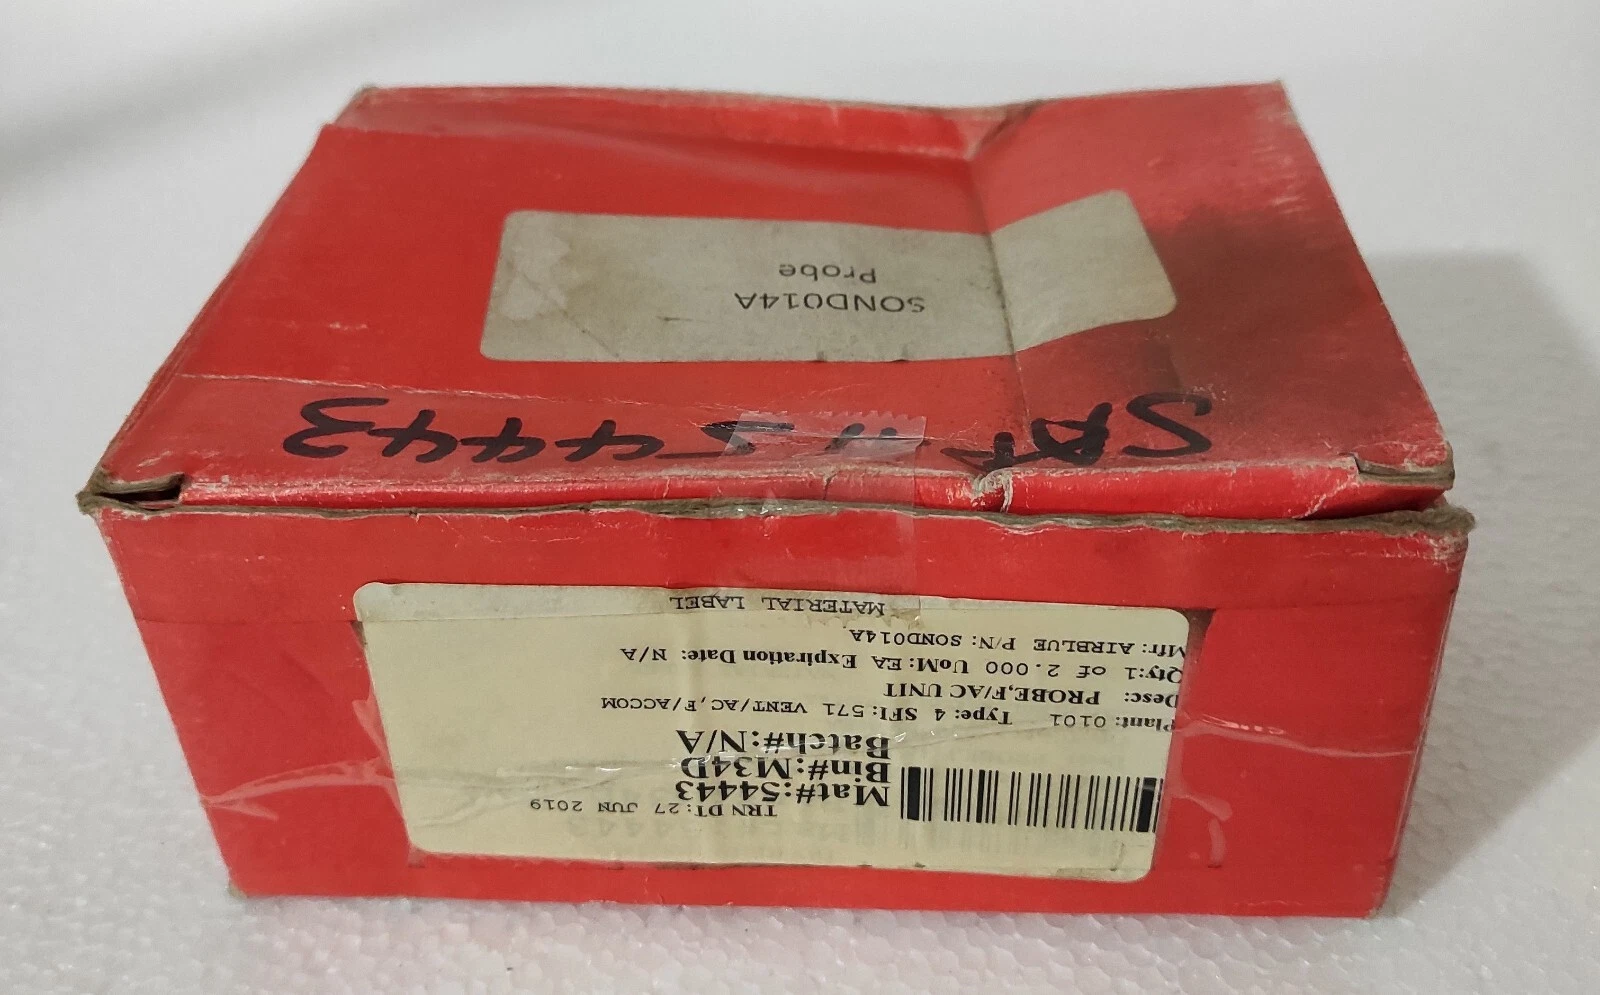 SOND014A
Probe
SAP # 54443
MATERIAL LABEL
Mfr: AIRBLUE P/N: SOND014A
Qty:1 of 2.000 UoM:EA Expiration Date: N/A
Desc: PROBE,F/AC UNIT
Plant: 0101 Type: 4 SFI:571 VENT/AC,F/ACCOM
Batch#:N/A
Bin#:M34D
Mat#:54443
TRN DT:27 JUN 2019